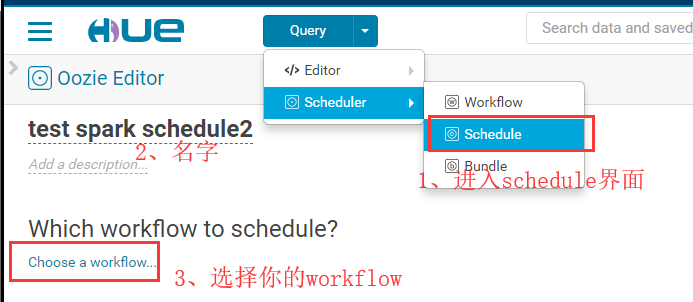 HUE
Query
Search data and saved
Editor
Oozie Editor
Scheduler
Workflow
test spark schedule2
Schedule
2、名字
Add a description...
Bundle
1、进入schedule界面
Which workflow to schedule?
Choose a workflow...
3、选择你的workflow